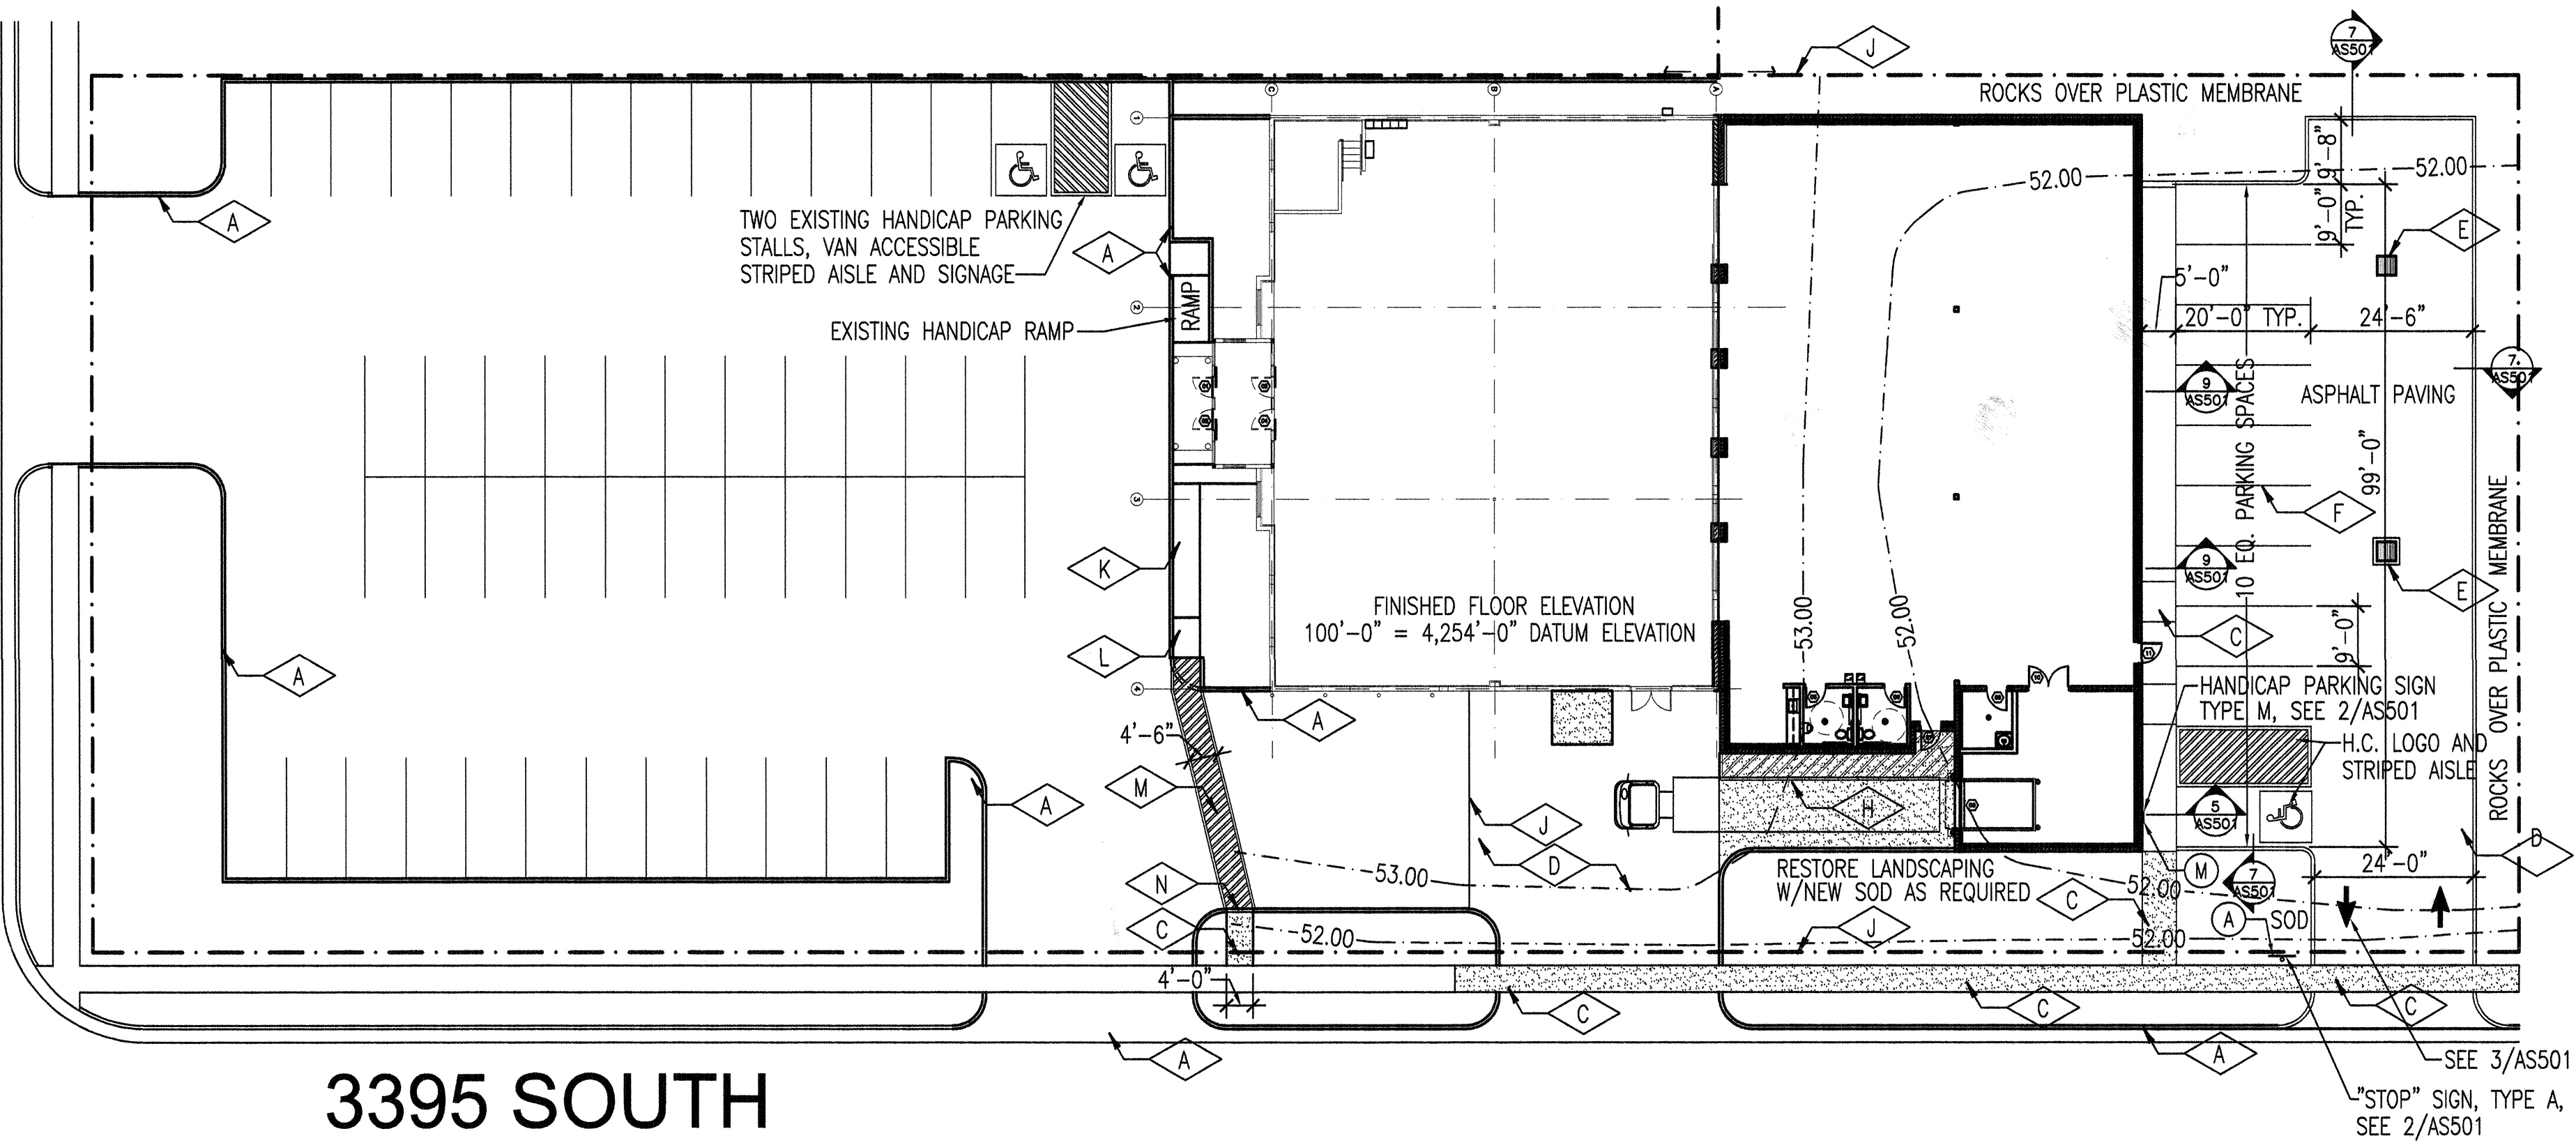 J
7
AS501
C
B
A
ROCKS OVER PLASTIC MEMBRANE
1
9'-8"
52.00
52.00
A
TWO EXISTING HANDICAP PARKING
STALLS, VAN ACCESSIBLE
STRIPED AISLE AND SIGNAGE
A
9'-0"
TYP.
E
5'-0"
RAMP
2
EXISTING HANDICAP RAMP
20'-0" TYP.
24'-6"
7
AS501
9
AS501
ASPHALT PAVING
10 EQ. PARKING SPACES
99'-0"
3
F
K
9
AS501
E
FINISHED FLOOR ELEVATION
100'-0" = 4,254'-0" DATUM ELEVATION
53.00
52.00
C
9'-0"
ROCKS OVER PLASTIC MEMBRANE
L
11
A
4
A
HANDICAP PARKING SIGN
TYPE M, SEE 2/AS501
4'-6"
H.C. LOGO AND
STRIPED AISLE
M
A
J
H
5
AS501
D
D
RESTORE LANDSCAPING
W/NEW SOD AS REQUIRED
53.00
N
M
7
AS501
24'-0"
C
52.00
A
SOD
C
52.00
J
52.00
4'-0"
C
C
C
A
A
SEE 3/AS501
3395 SOUTH
"STOP" SIGN, TYPE A,
SEE 2/AS501